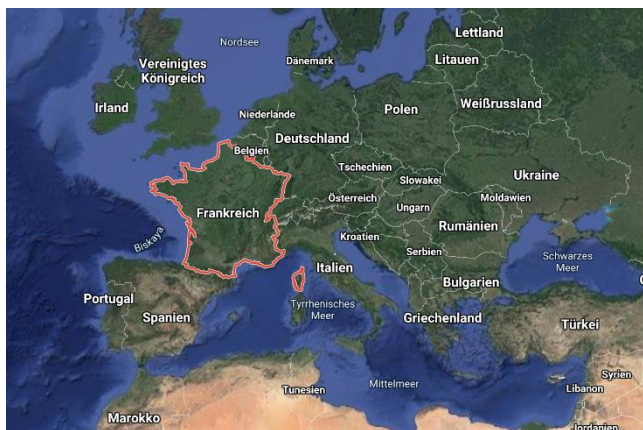 Nordsee
Lettland
Dänemark
Litauen
Vereinigtes
Königreich
Irland
Niederlande
Polen
Weißrussland
Deutschland
Belgien
Tschechien
Ukraine
Slowakei
Österreich
Moldawien
Frankreich
Ungarn
Rumänien
Biskaya
Kroatien
Serbien
Schwarzes
Meer
Italien
Bulgarien
Portugal
Spanien
Tyrrhenisches
Meer
Griechenland
Türkei
Syrien
Mittelmeer
Tunesien
Libanon
Marokko
Jordanien